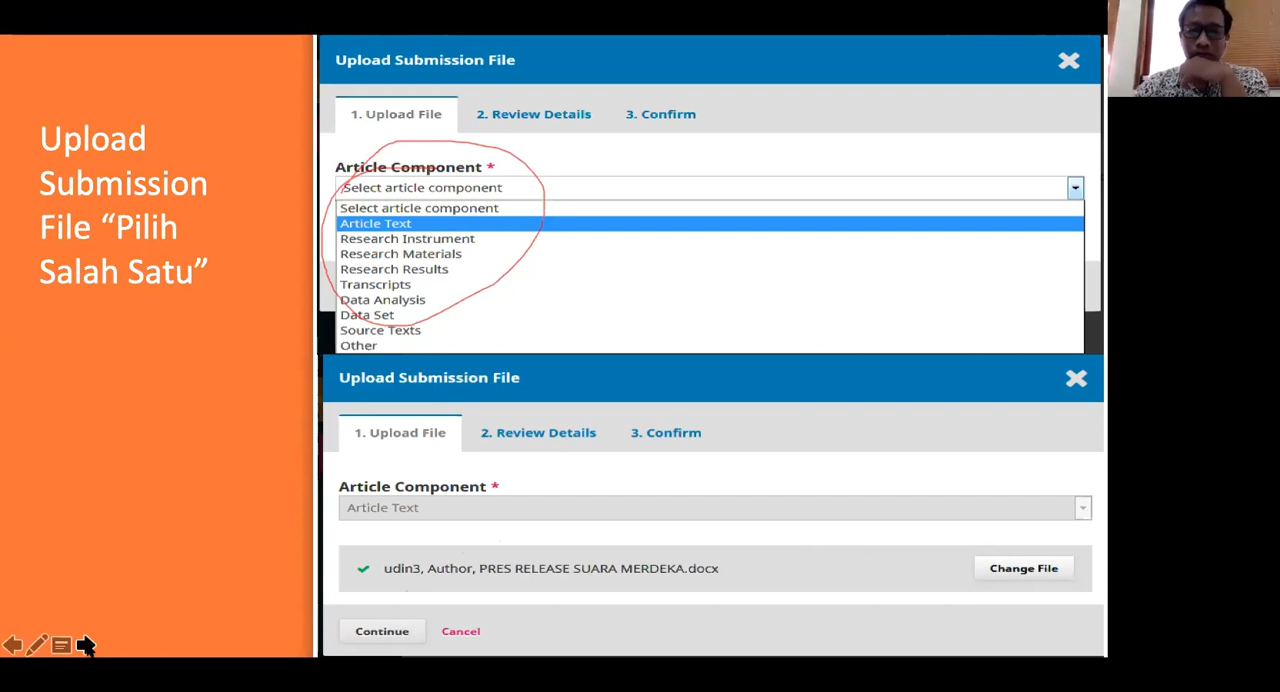 Upload
Submission
File “Pilih
Salah Satu”
Upload Submission File
1. Upload File 2. Review Details 3. Confirm
Article Component *
Select article component
Select article component
Article Text
Research Instrument
Research Materials
Research Results
Transcripts
Data Analysis
Data Set
Source Texts
Other
Upload Submission File
1. Upload File 2. Review Details 3. Confirm
Article Component *
Article Text
udin3, Author, PRES RELEASE SUARA MERDEKA.docx Change File
Continue Cancel